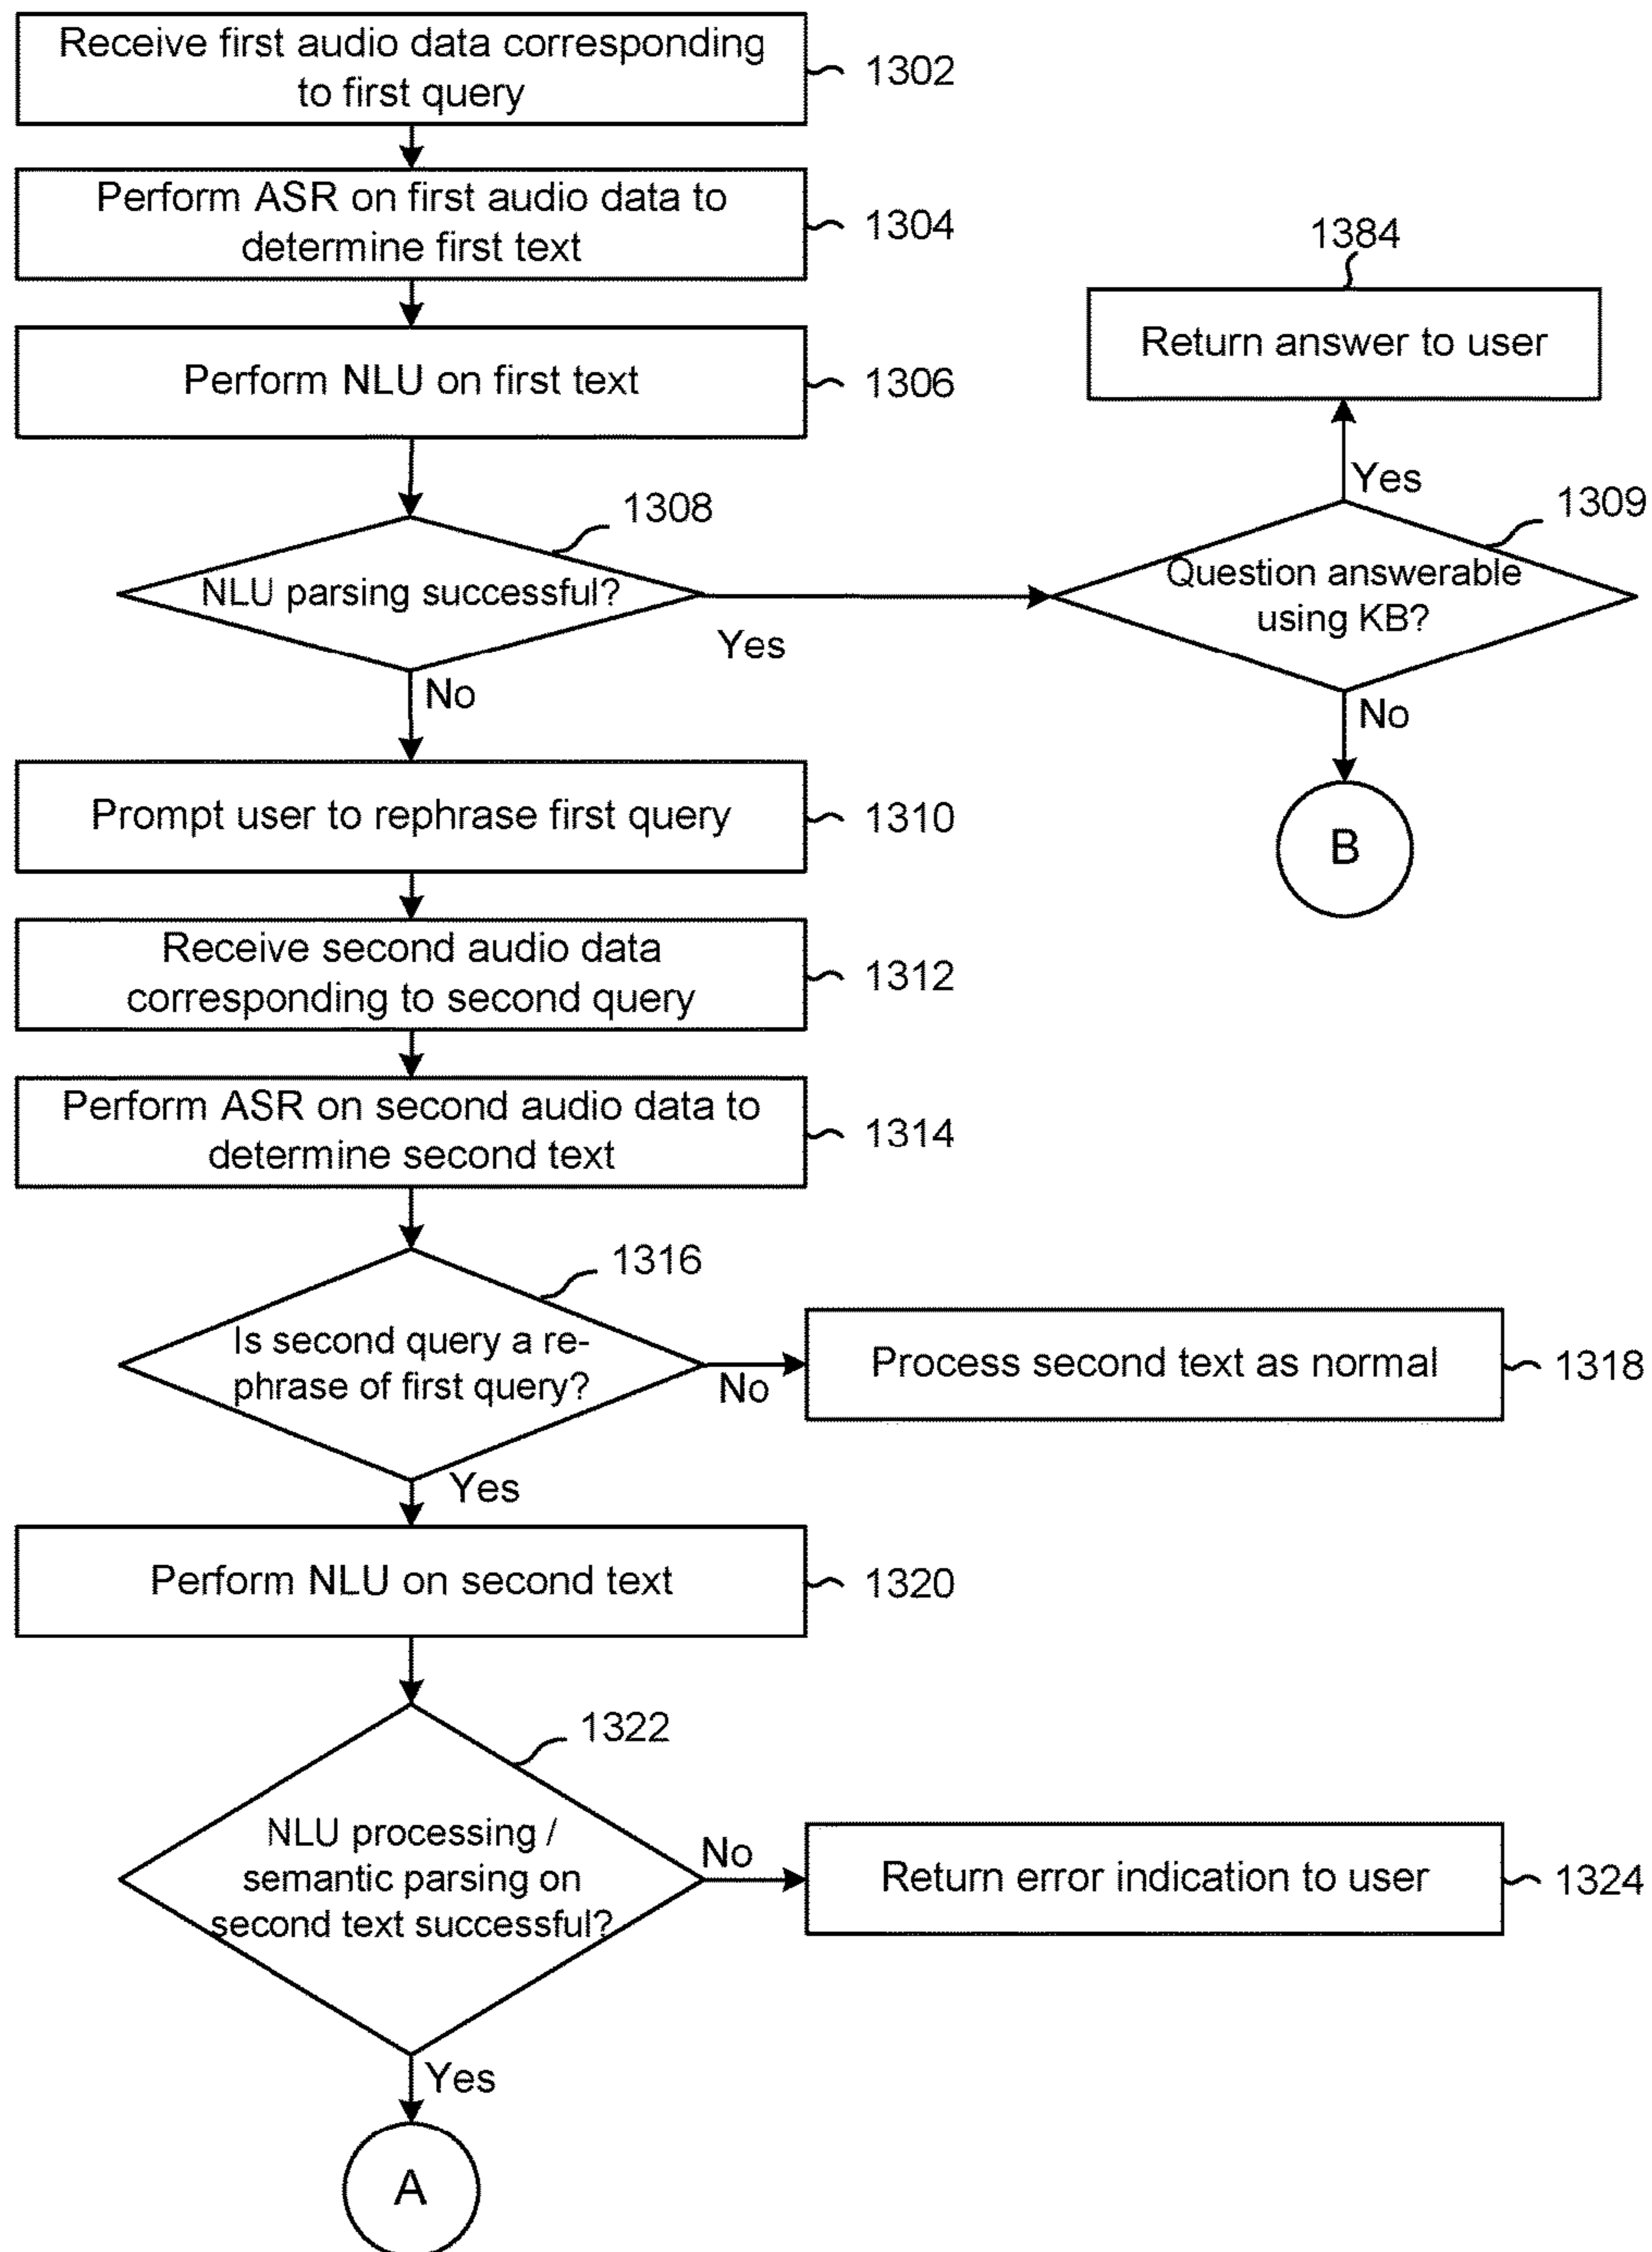 Receive first audio data corresponding
to first query
1302
Perform ASR on first audio data to
determine first text
1304
1384
Return answer to user
Perform NLU on first text
1306
Yes
1308
1309
NLU parsing successful?
Yes
Question answerable
using KB?
No
No
B
Prompt user to rephrase first query
1310
Receive second audio data
corresponding to second query
1312
Perform ASR on second audio data to
determine second text
1314
1316
Is second query a re-
phrase of first query?
No
Process second text as normal
1318
Yes
Perform NLU on second text
1320
1322
NLU processing /
semantic parsing on
second text successful?
No
Return error indication to user
1324
Yes
A